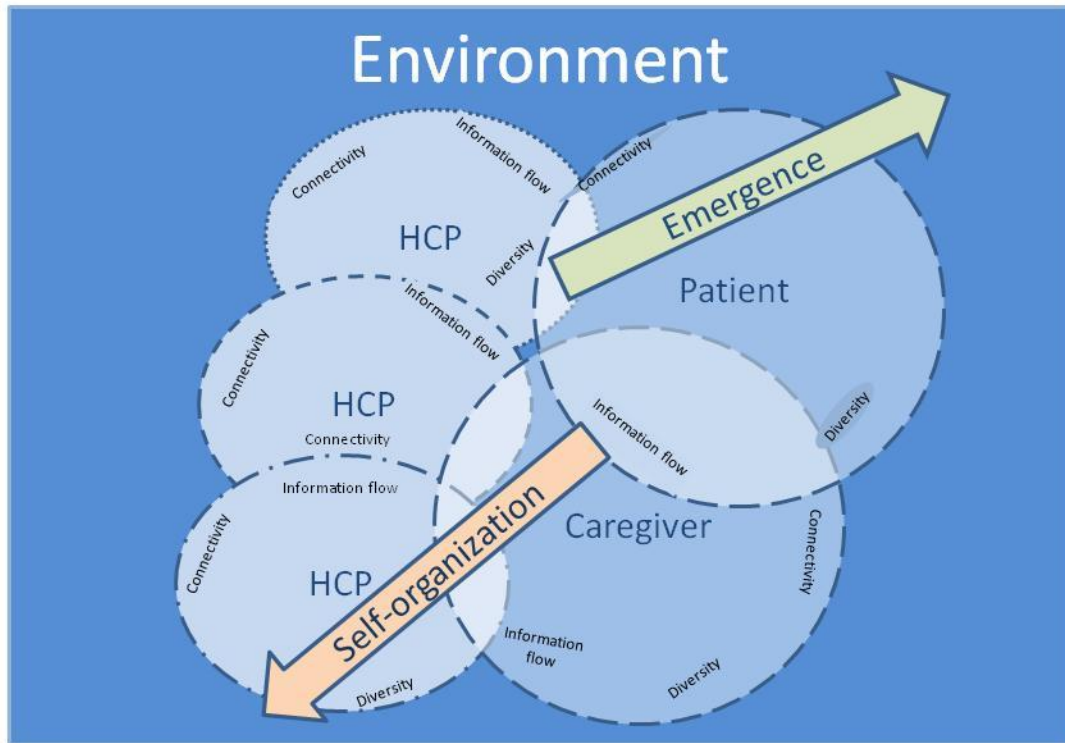 Environment
Connectivity
Information flow
Connectivity
HCP
Diversity
Emergence
Patient
Connectivity
Information flow
HCP
Connectivity
Information flow
Diversity
Information flow
Connectivity
HCP
Self-organization
Caregiver
Connectivity
Information
flow
Diversity
Diversity